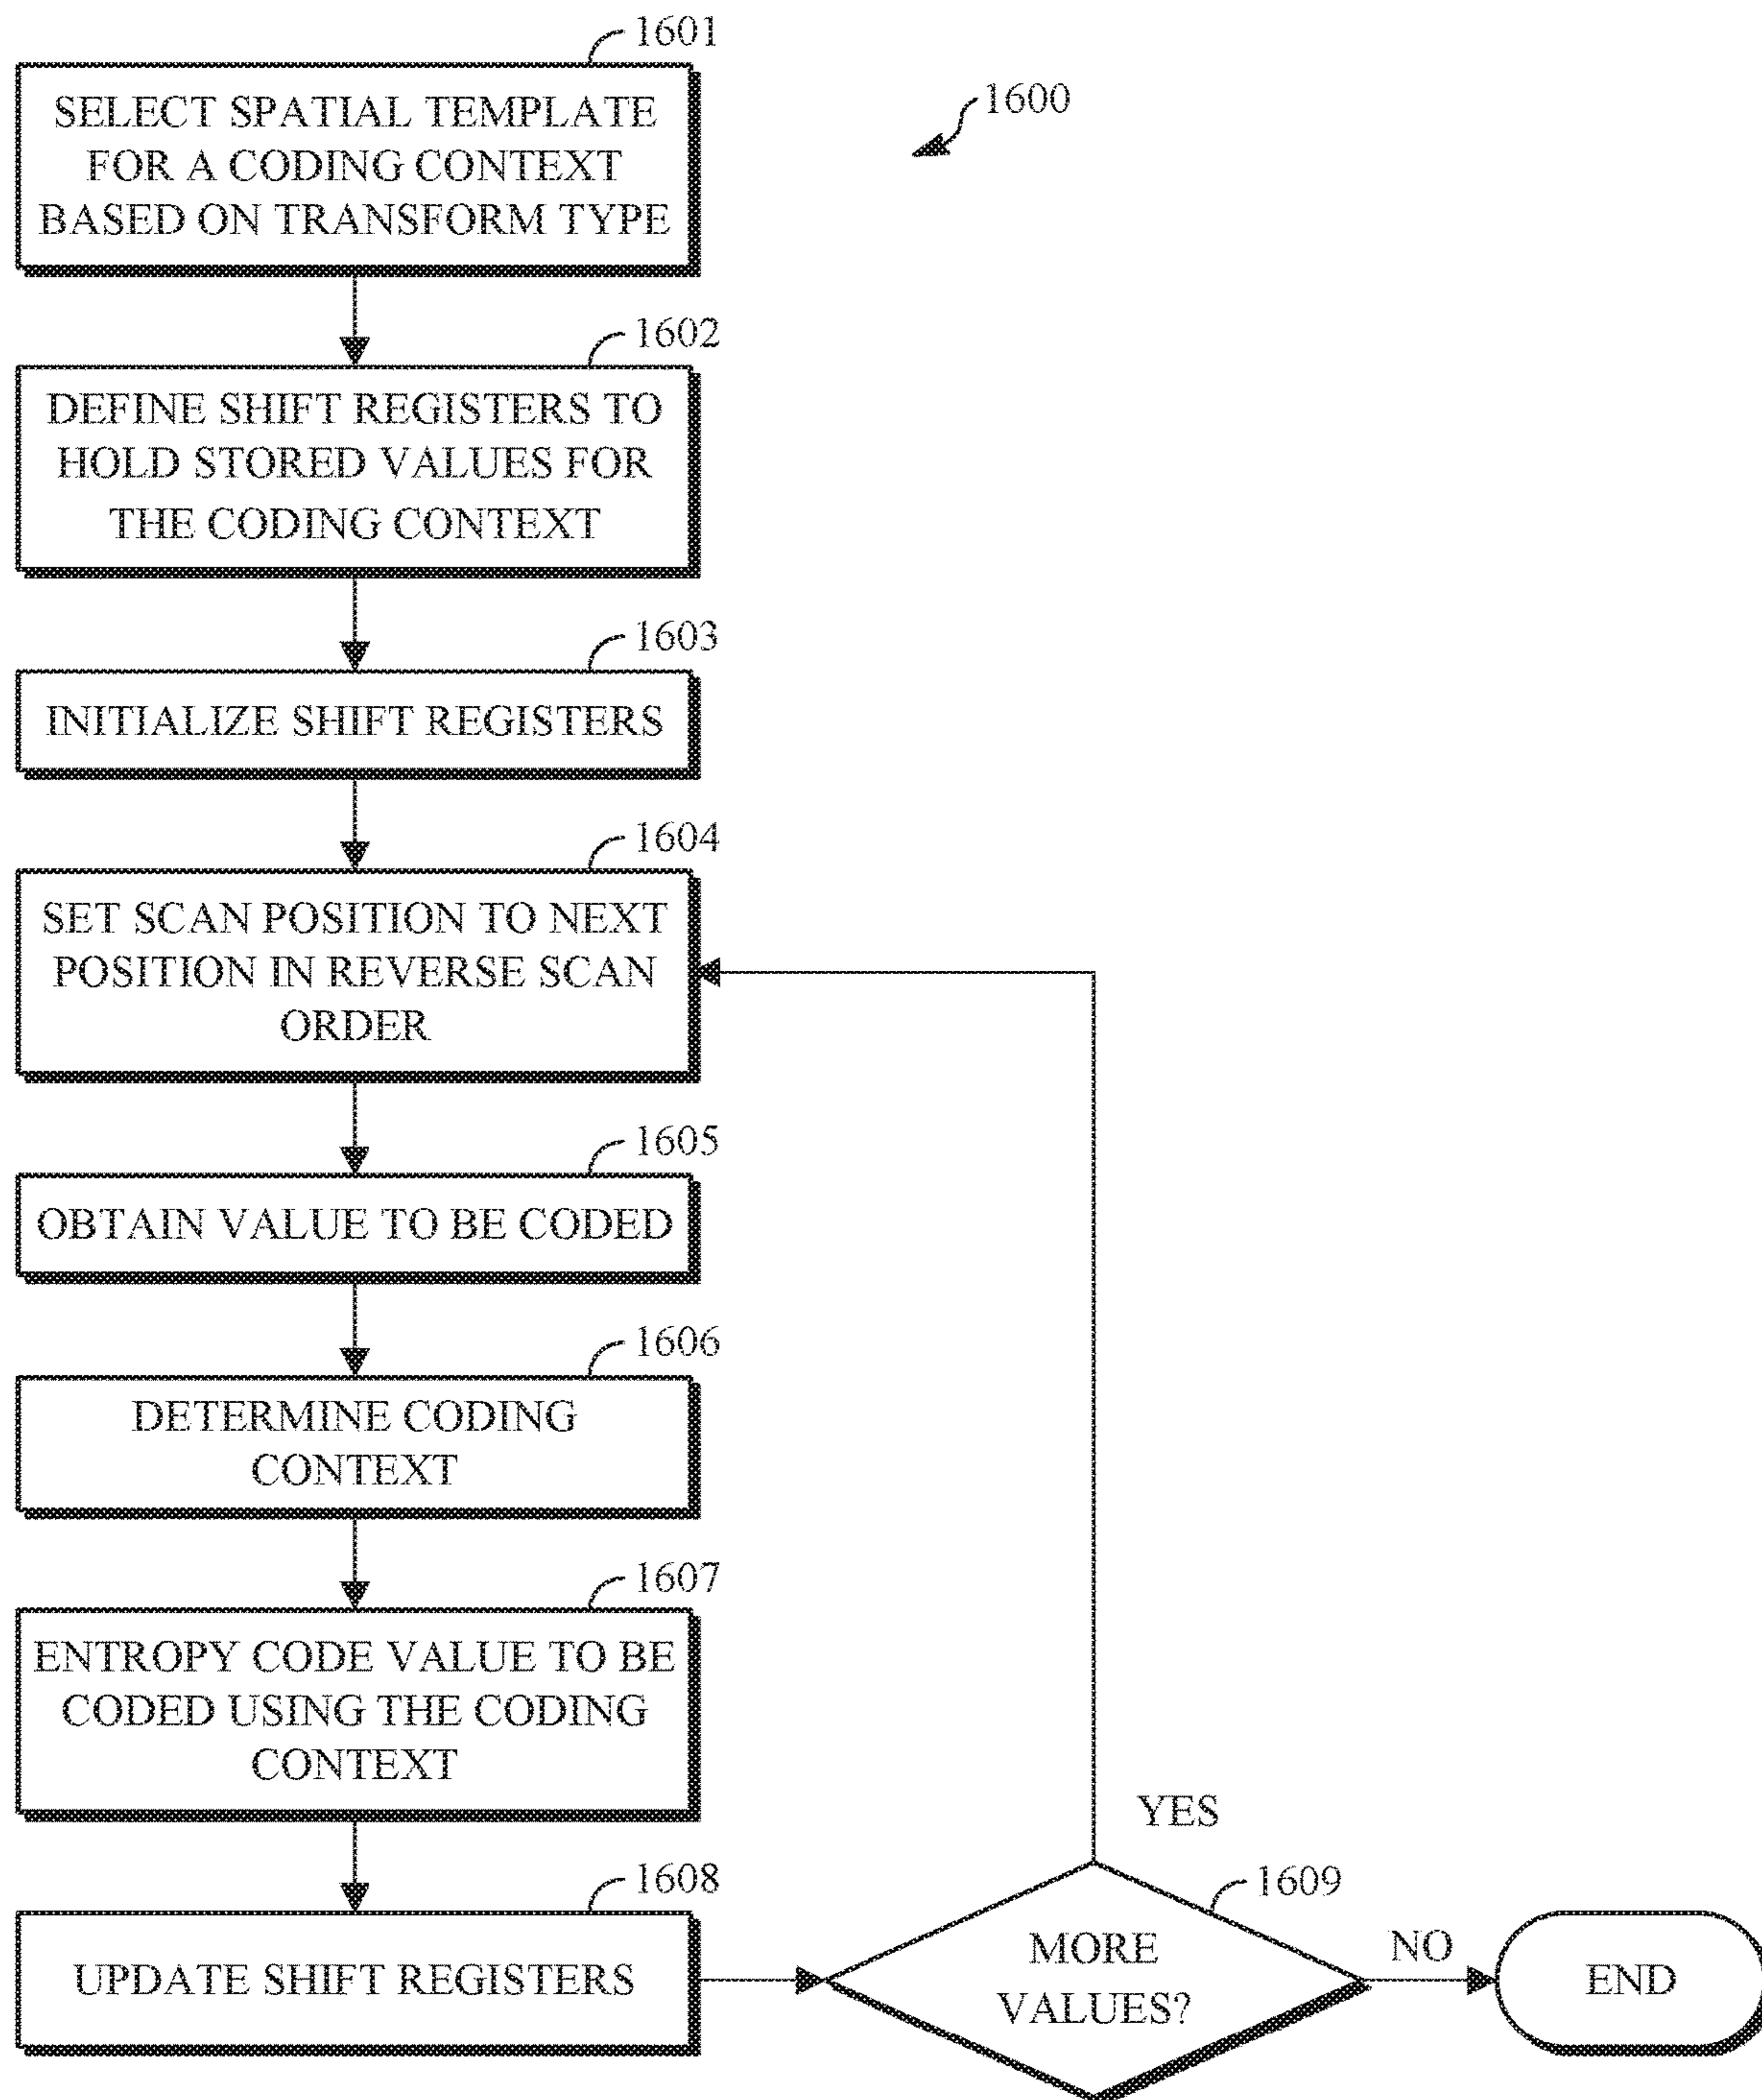 1601
SELECT SPATIAL TEMPLATE
FOR A CODING CONTEXT
BASED ON TRANSFORM TYPE
1600
1602
DEFINE SHIFT REGISTERS TO
HOLD STORED VALUES FOR
THE CODING CONTEXT
1603
INITIALIZE SHIFT REGISTERS
1604
SET SCAN POSITION TO NEXT
POSITION IN REVERSE SCAN
ORDER
1605
OBTAIN VALUE TO BE CODED
1606
DETERMINE CODING
CONTEXT
1607
ENTROPY CODE VALUE TO BE
CODED USING THE CODING
CONTEXT
1608
UPDATE SHIFT REGISTERS
YES
1609
MORE
VALUES?
NO
END